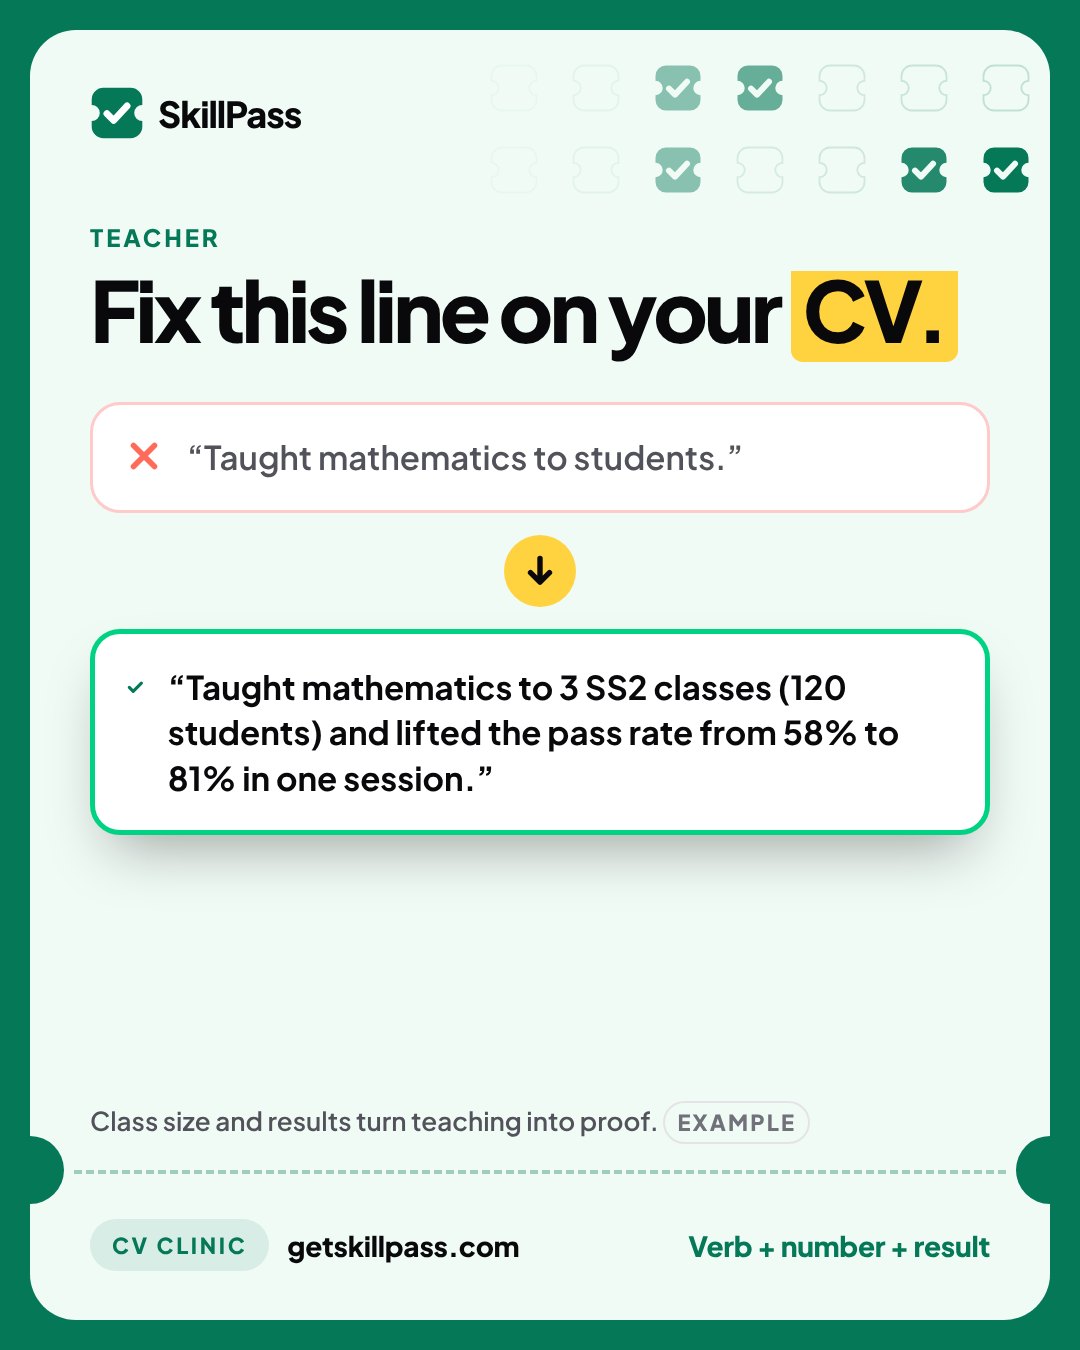 SkillPass
TEACHER
Fix this line on your CV.
“Taught mathematics to students.”
“Taught mathematics to 3 SS2 classes (120
students) and lifted the pass rate from 58% to
81% in one session.”
Class size and results turn teaching into proof. EXAMPLE
CV CLINIC getskillpass.com Verb + number + result